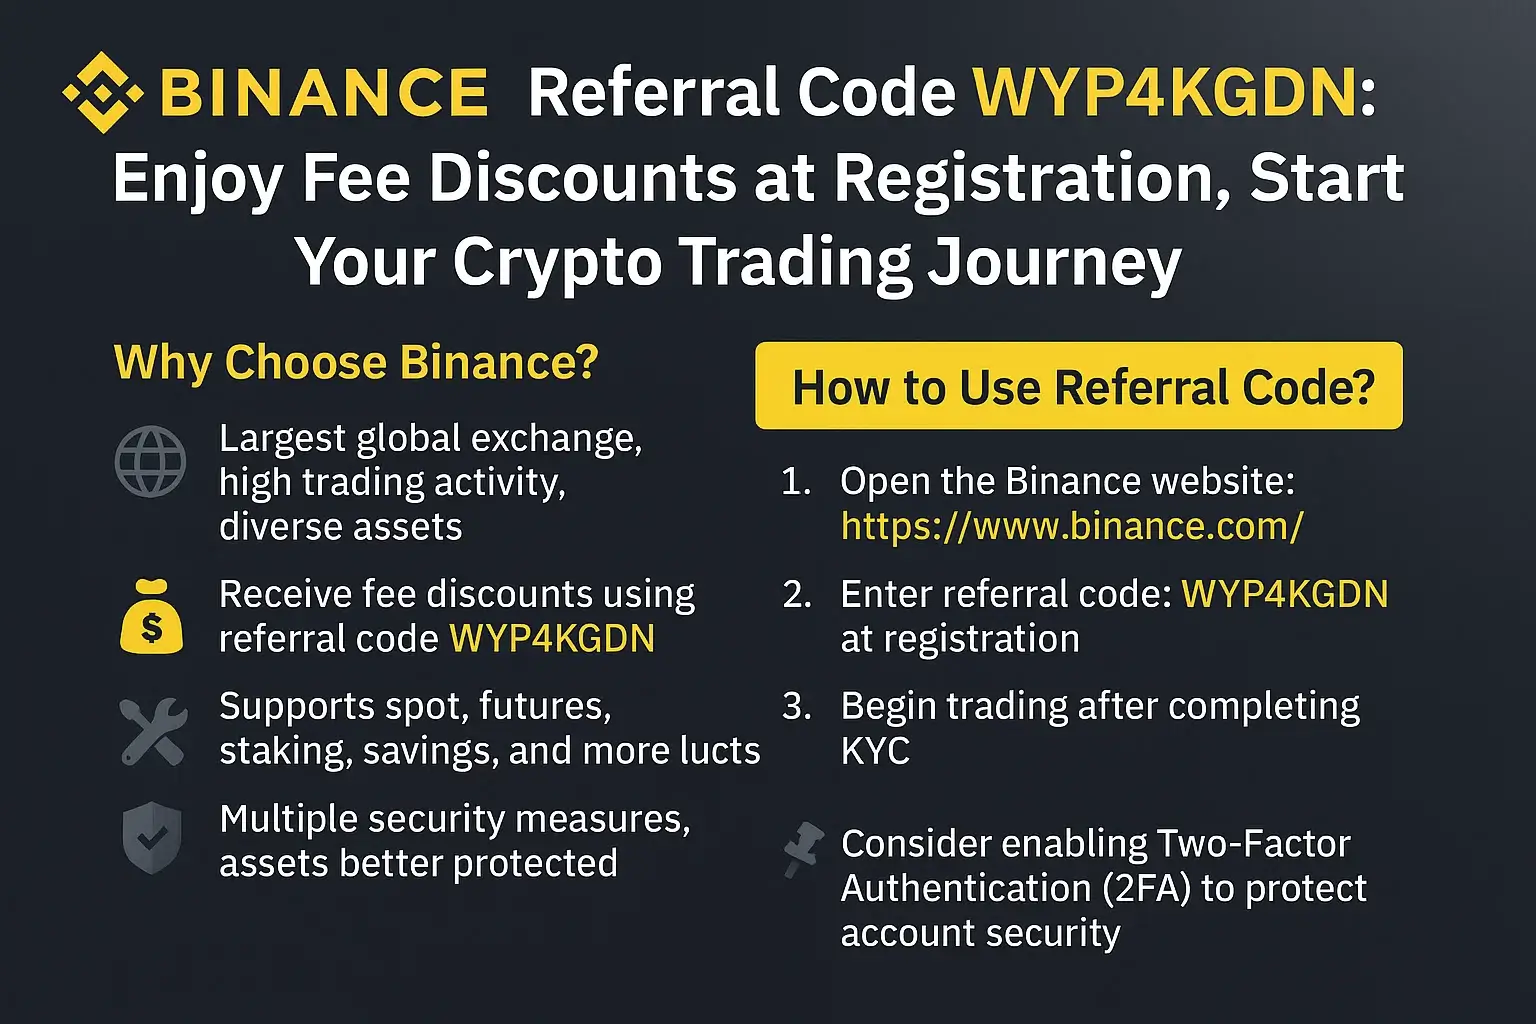 BINANCE Referral Code WYP4KGDN:
Enjoy Fee Discounts at Registration, Start
Your Crypto Trading Journey
Why Choose Binance?
Largest global exchange,
high trading activity,
diverse assets
$
Receive fee discounts using
referral code WYP4KGDN
Supports spot, futures,
staking, savings, and more lucts
Multiple security measures,
assets better protected
How to Use Referral Code?
1. Open the Binance website:
https://www.binance.com/
2. Enter referral code: WYP4KGDN
at registration
3. Begin trading after completing
KYC
Consider enabling Two-Factor
Authentication (2FA) to protect
account security